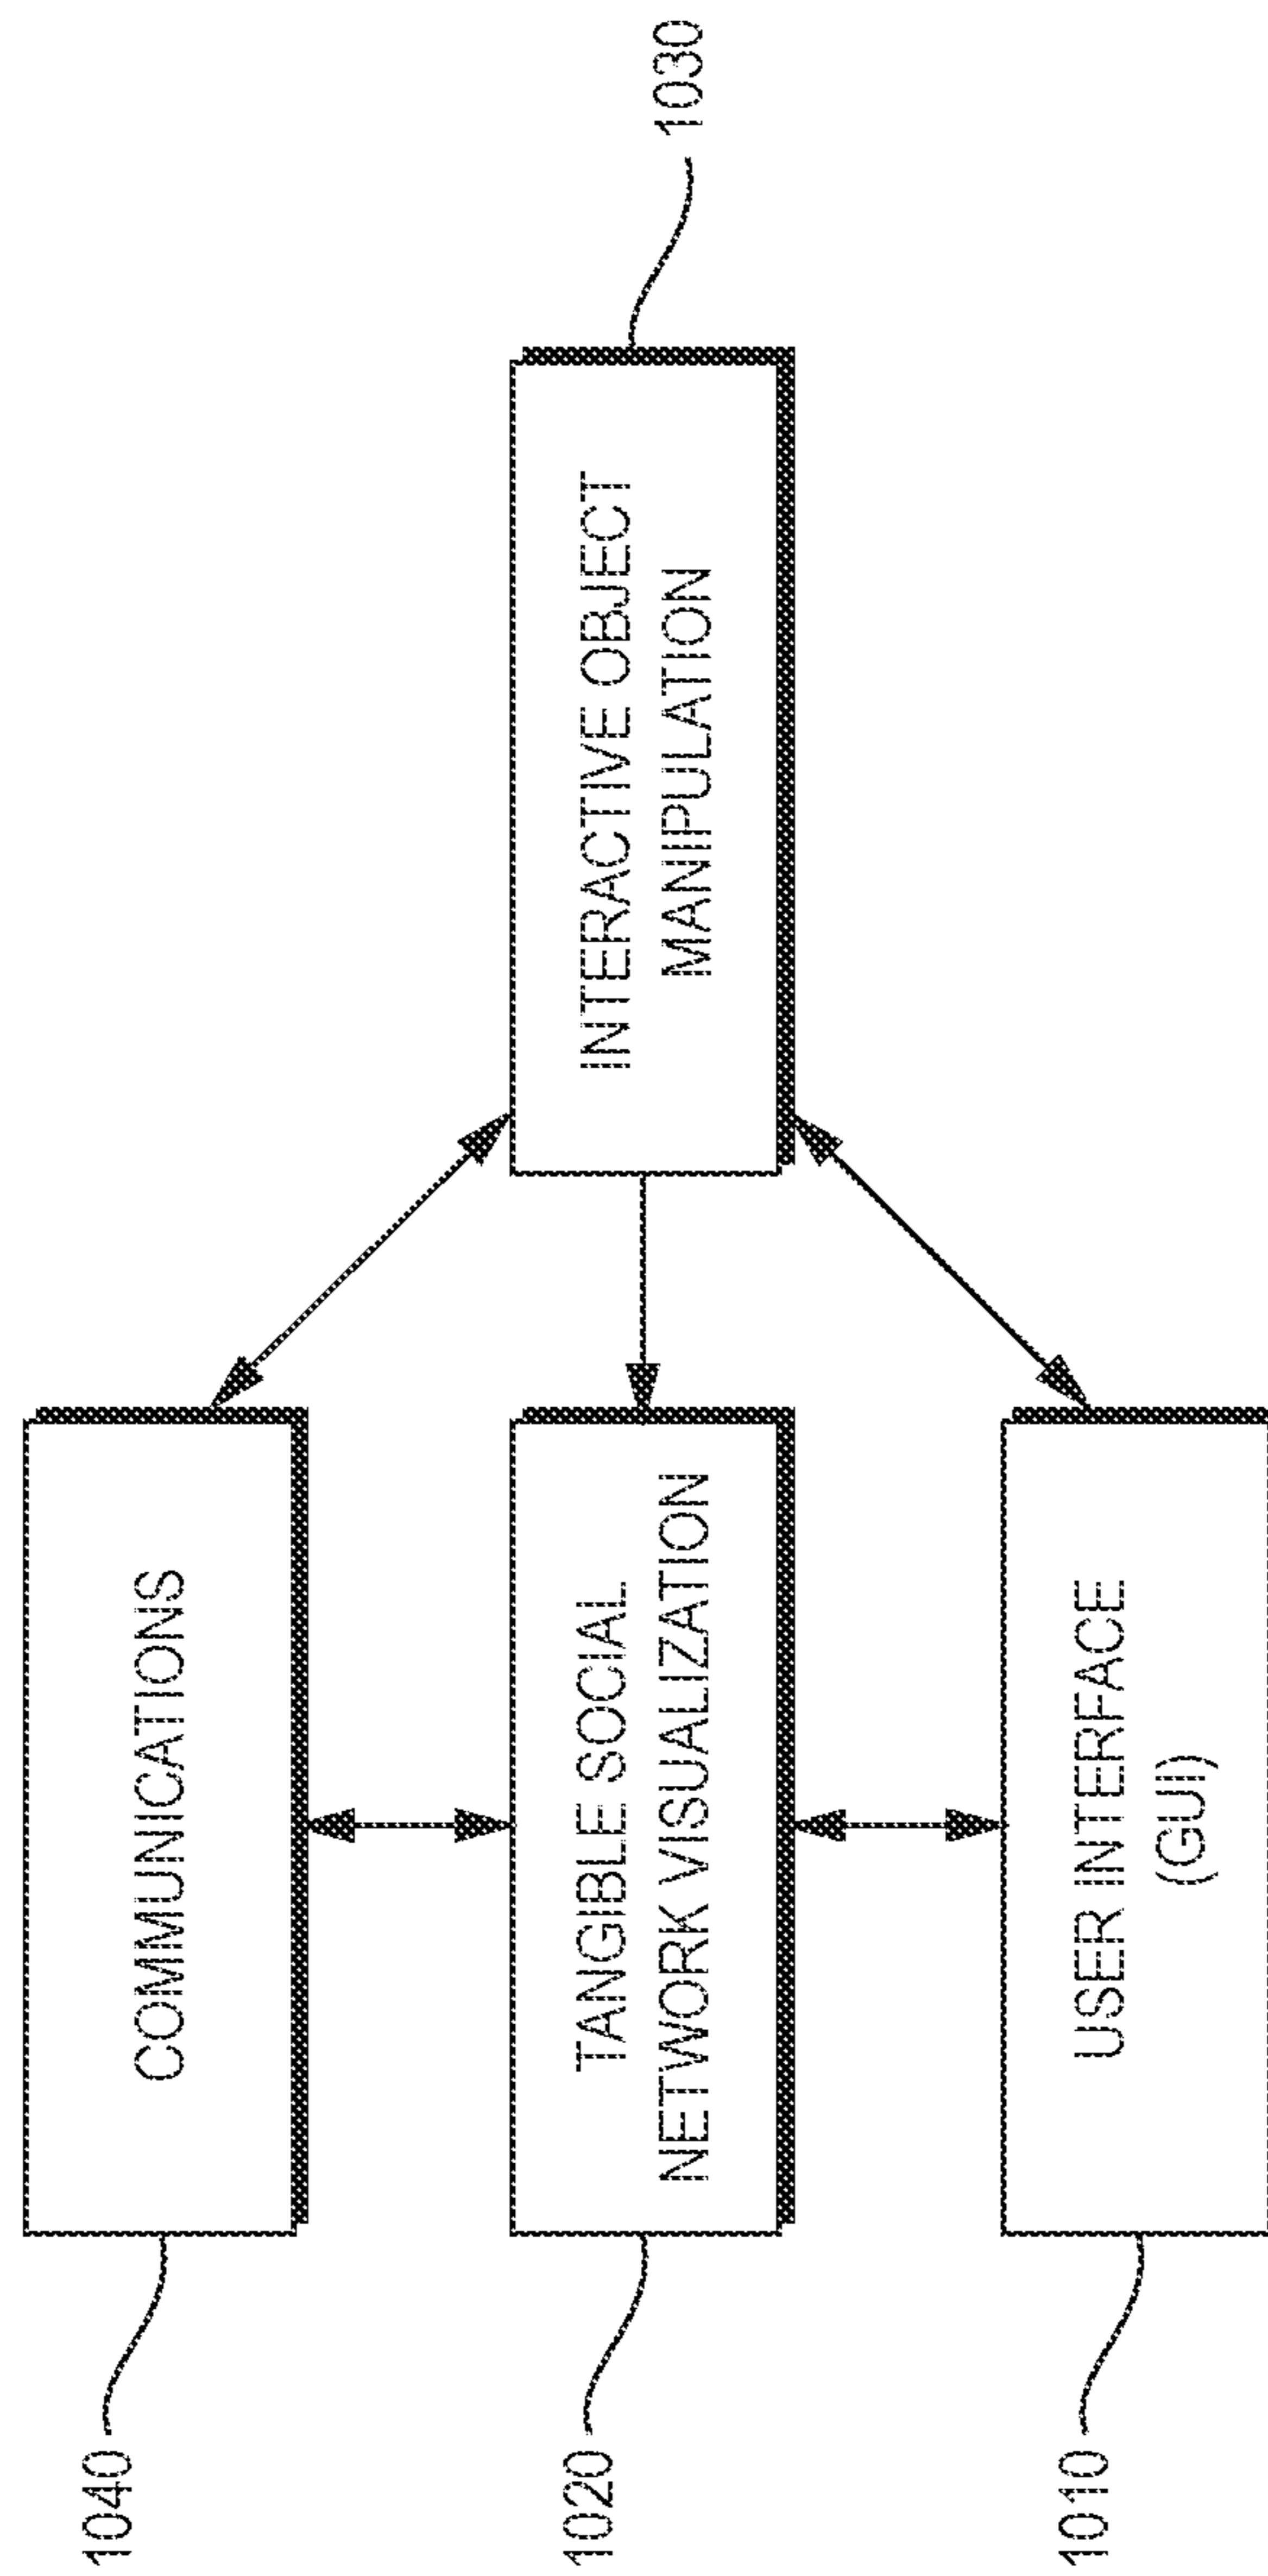 1040
COMMUNICATIONS
1020
TANGIBLE SOCIAL
NETWORK VISUALIZATION
INTERACTIVE OBJECT
MANIPULATION
1030
1010
USER INTERFACE
(GUI)